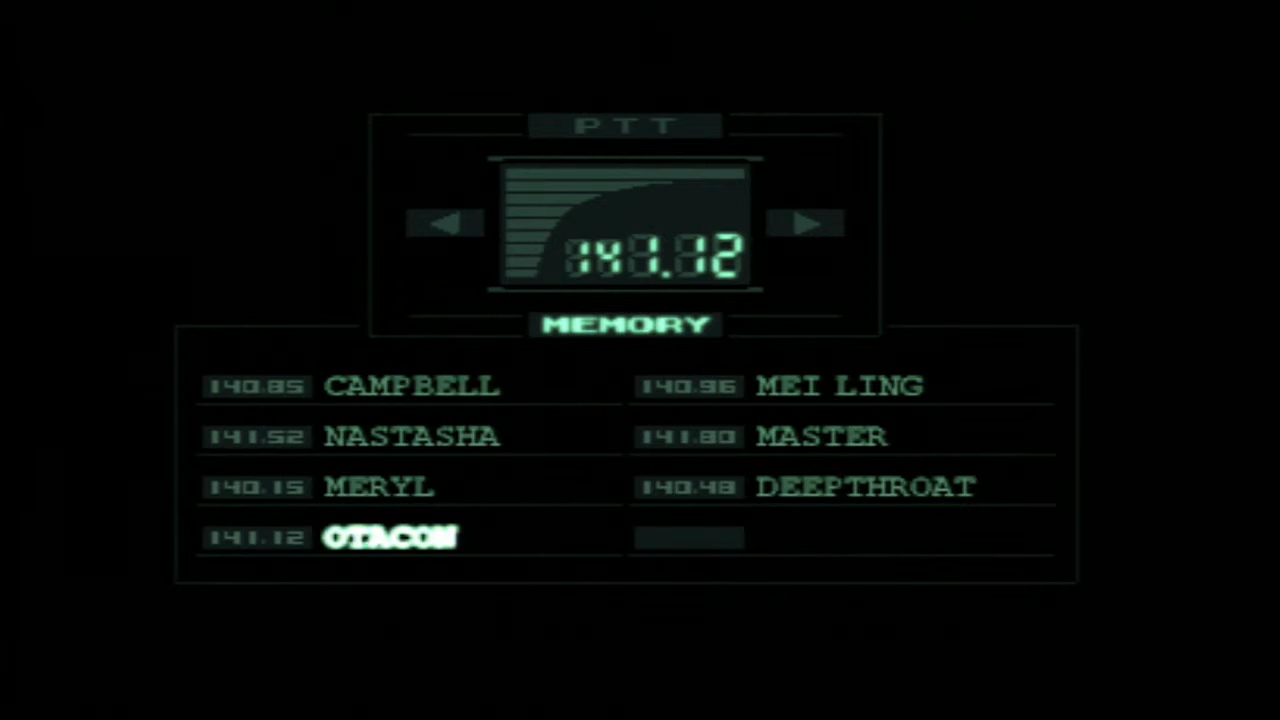 PTT
141.12
MEMORY
140.85 CAMPBELL 140.96 MEI LING
141.52 NASTASHA 141.80 MASTER
140.15 MERYL 140.48 DEEPTHROAT
141.12 OTACON